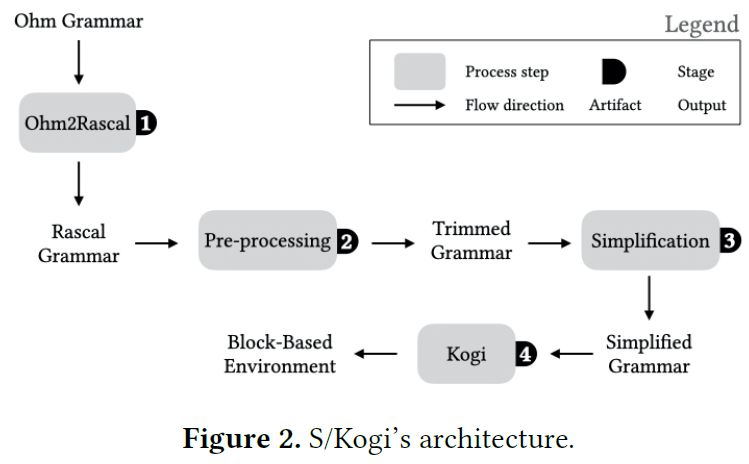 Ohm Grammar
Legend
Process step
Stage
Flow direction
Artifact
Output
Ohm2Rascal
1
Rascal
Grammar
Pre-processing
2
Trimmed
Grammar
Simplification
3
Block-Based
Environment
Kogi
4
Simplified
Grammar
Figure 2. S/Kogi's architecture.